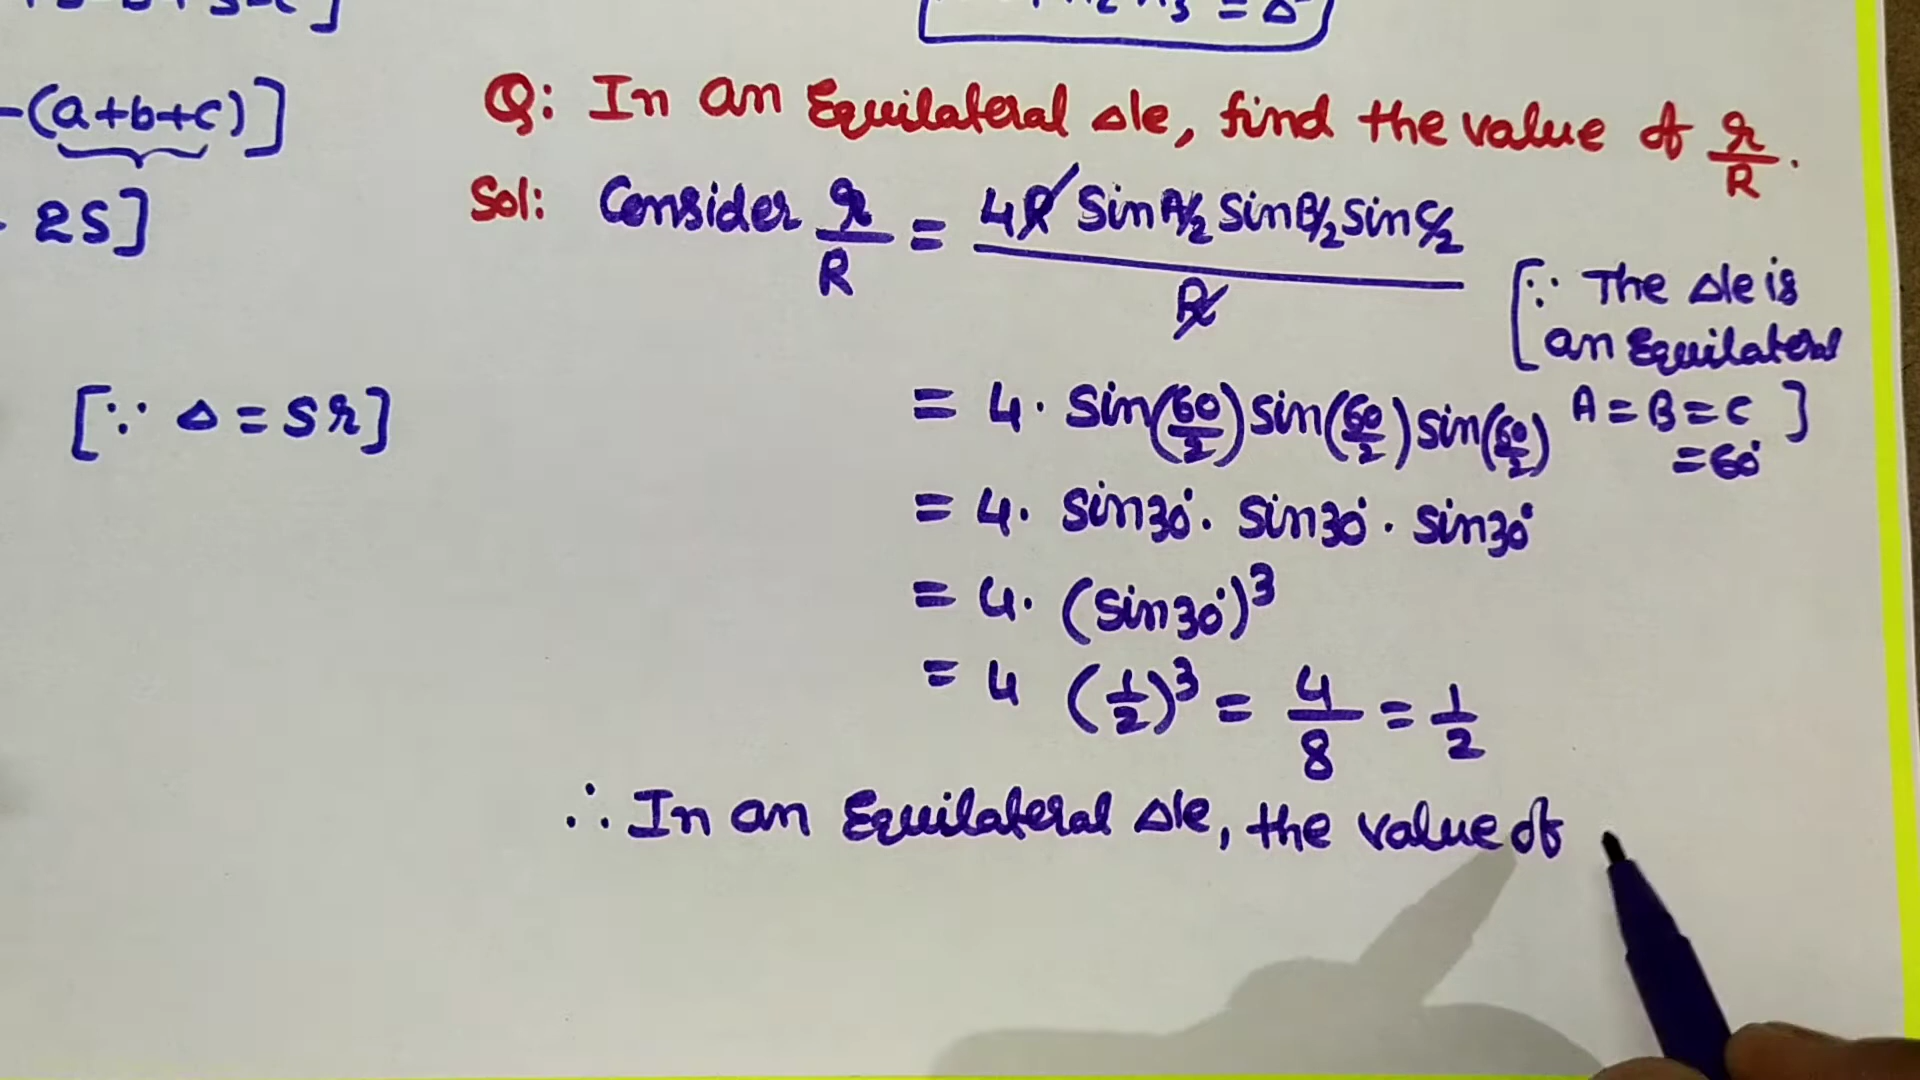 -(a+b+c)]
2S]
[∵ Δ = Sr]
= Δ
Q: In an Equilateral Δle, find the value of r/R.
Sol: Consider r/R = 4R Sin A/2 Sin B/2 Sin C/2 / R
[∵ The Δle is
an Equilateral
A = B = C ]
= 60°
= 4. Sin(60/2) Sin(60/2) Sin(60/2)
= 4. Sin30°. Sin30°. Sin30°
= 4. (Sin30°)³
= 4 (1/2)³ = 4/8 = 1/2
∴ In an Equilateral Δle, the value of